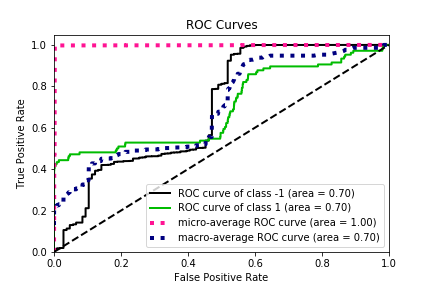 ROC Curves
True Positive Rate
1.0
0.8
0.6
0.4
0.2
0.0
ROC curve of class -1 (area = 0.70)
ROC curve of class 1 (area = 0.70)
micro-average ROC curve (area = 1.00)
macro-average ROC curve (area = 0.70)
0.0 0.2 0.4 0.6 0.8 1.0
False Positive Rate